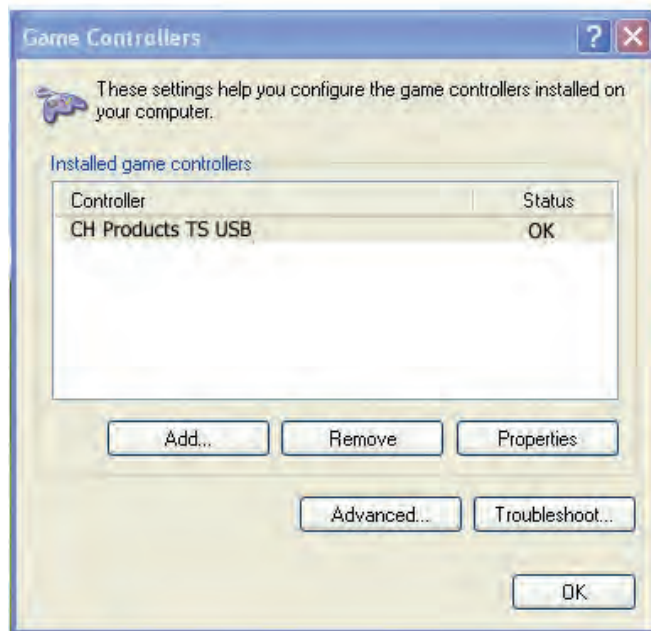 Game Controllers
These settings help you configure the game controllers installed on
your computer.
Installed game controllers
Controller Status
CH Products TS USB OK
Add... Remove Properties
Advanced... Troubleshoot...
OK